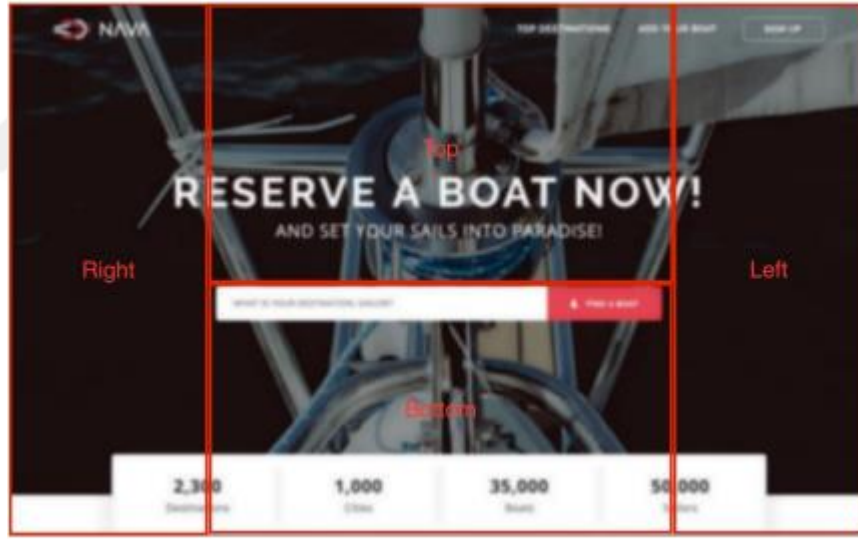 NAVA
TOP DESTINATIONS ADD YOUR BOAT SIGN UP
Top
RESERVE A BOAT NOW!
AND SET YOUR SAILS INTO PARADISE!
Right
Left
WHAT IS YOUR DESTINATION, SAILOR?
FIND A BOAT
Bottom
2,300 1,000 35,000 50,000
Destinations Cities Boats Sailors